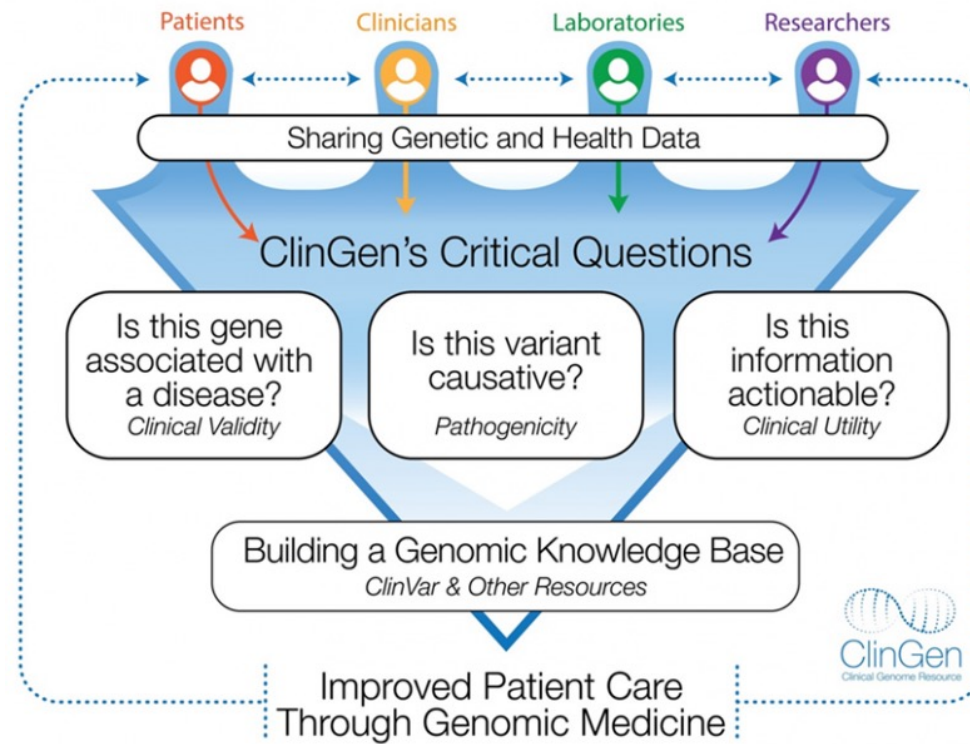 Patients
Clinicians
Laboratories
Researchers
Sharing Genetic and Health Data
ClinGen's Critical Questions
Is this gene
associated with
a disease?
Clinical Validity
Is this variant
causative?
Pathogenicity
Is this
information
actionable?
Clinical Utility
Building a Genomic Knowledge Base
ClinVar & Other Resources
ClinGen
Clinical Genome Resource
Improved Patient Care
Through Genomic Medicine